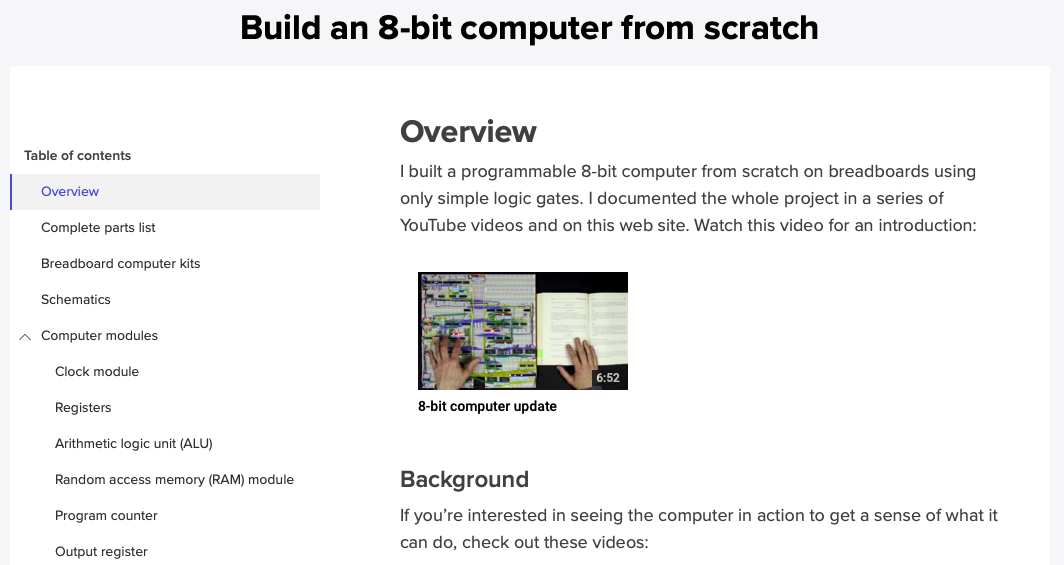 Build an 8-bit computer from scratch
Table of contents
Overview
Complete parts list
Breadboard computer kits
Schematics
Computer modules
Clock module
Registers
Arithmetic logic unit (ALU)
Random access memory (RAM) module
Program counter
Output register
Overview
I built a programmable 8-bit computer from scratch on breadboards using
only simple logic gates. I documented the whole project in a series of
YouTube videos and on this web site. Watch this video for an introduction:
6:52
8-bit computer update
Background
If you’re interested in seeing the computer in action to get a sense of what it
can do, check out these videos: